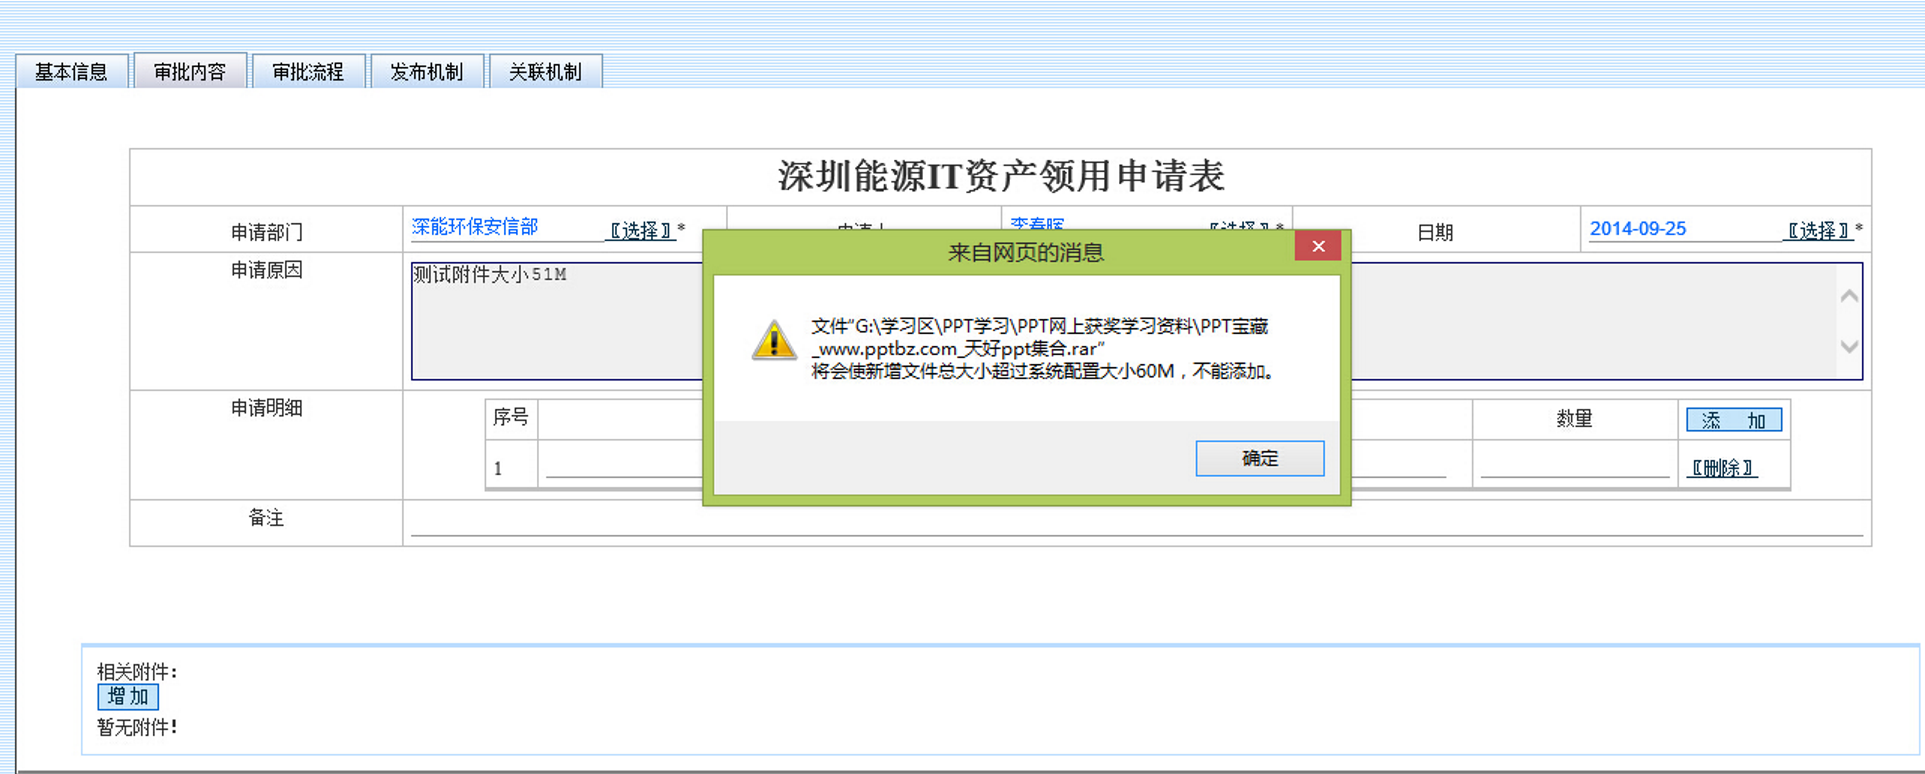 基本信息 审批内容 审批流程 发布机制 关联机制
深圳能源IT资产领用申请表
申请部门 深能环保安信部 〖选择〗* 李春晖 〖选择〗* 日期 2014-09-25 〖选择〗*
申请原因 测试附件大小51M
来自网页的消息
文件"G:\学习区\PPT学习\PPT网上获奖学习资料\PPT宝藏
_www.pptbz.com_天好ppt集合.rar"
将会使新增文件总大小超过系统配置大小60M，不能添加。
确定
申请明细 序号 数量 添 加
1 〖删除〗
备注
相关附件：
增 加
暂无附件！